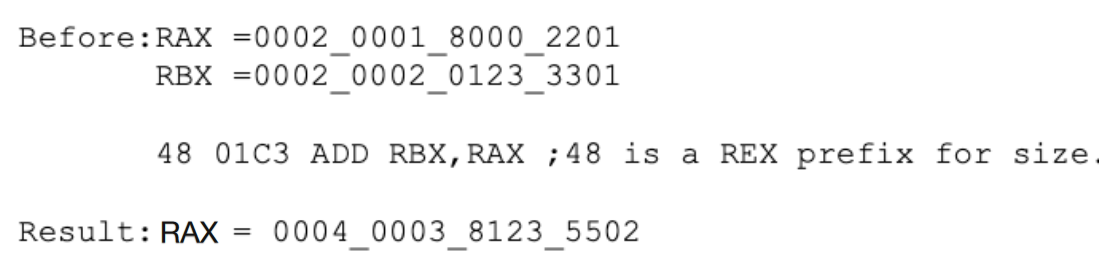 Before:RAX =0002_0001_8000_2201
RBX =0002_0002_0123_3301
48 01C3 ADD RBX,RAX ;48 is a REX prefix for size.
Result: RAX = 0004_0003_8123_5502